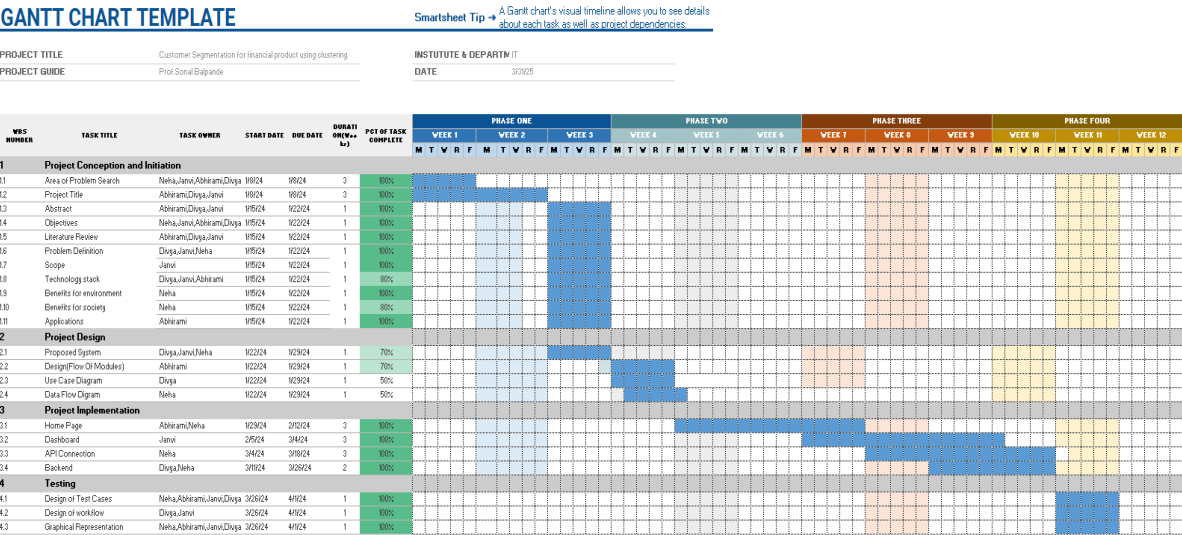 GANTT CHART TEMPLATE
Smartsheet Tip ➔ A Gantt chart's visual timeline allows you to see details
about each task as well as project dependencies.
PROJECT TITLE Customer Segmentation for financial product using clustering INSTUTUTE & DEPARTM IT
PROJECT GUIDE Prof.Sonal Balpande DATE 3/31/25
WBS NUMBER TASK TITLE TASK OWNER START DATE DUE DATE PCT OF TASK COMPLETE
PHASE ONE PHASE TWO PHASE THREE PHASE FOUR
WEEK 1 WEEK 2 WEEK 3 WEEK 4 WEEK 5 WEEK 6 WEEK 7 WEEK 8 WEEK 9 WEEK 10 WEEK 11 WEEK 12
M T W R F M T W R F M T W R F M T W R F M T W R F M T W R F M T W R F M T W R F M T W R F M T W R F M T W R F M T W R F
1 Project Conception and Initiation
1.1 Area of Problem Search Neha,Janvi,Abhirami,Divya 1/8/24 1/8/24 3 100%
1.2 Project Title Abhirami,Divya,Janvi 1/8/24 1/8/24 3 100%
1.3 Abstract Abhirami,Divya,Janvi 1/15/24 1/22/24 1 100%
1.4 Objectives Neha,Janvi,Abhirami,Divya 1/15/24 1/22/24 1 100%
1.5 Literature Review Abhirami,Divya,Janvi 1/15/24 1/22/24 1 100%
1.6 Problem Definition Divya,Janvi,Neha 1/15/24 1/22/24 1 100%
1.7 Scope Janvi 1/15/24 1/22/24 1 100%
1.8 Technology stack Divya,Janvi,Abhirami 1/15/24 1/22/24 1 80%
1.9 Benefits for environment Neha 1/15/24 1/22/24 1 100%
1.10 Benefits for society Neha 1/15/24 1/22/24 1 80%
1.11 Applications Abhirami 1/15/24 1/22/24 1 100%
2 Project Design
2.1 Proposed System Divya,Janvi,Neha 1/22/24 1/29/24 1 70%
2.2 Design(Flow Of Modules) Abhirami 1/22/24 1/29/24 1 70%
2.3 Use Case Diagram Divya 1/22/24 1/29/24 1 50%
2.4 Data Flow Digram Neha 1/22/24 1/29/24 1 50%
3 Project Implementation
3.1 Home Page Abhirami,Neha 1/29/24 2/12/24 3 100%
3.2 Dashboard Janvi 2/5/24 3/4/24 3 100%
3.3 API Connection Neha 3/4/24 3/18/24 3 100%
3.4 Backend Divya,Neha 3/11/24 3/26/24 2 100%
4 Testing
4.1 Design of Test Cases Neha,Abhirami,Janvi,Divya 3/26/24 4/1/24 1 100%
4.2 Design of workflow Divya,Janvi 3/26/24 4/1/24 1 100%
4.3 Graphical Representation Neha,Abhirami,Janvi,Divya 3/26/24 4/1/24 1 100%